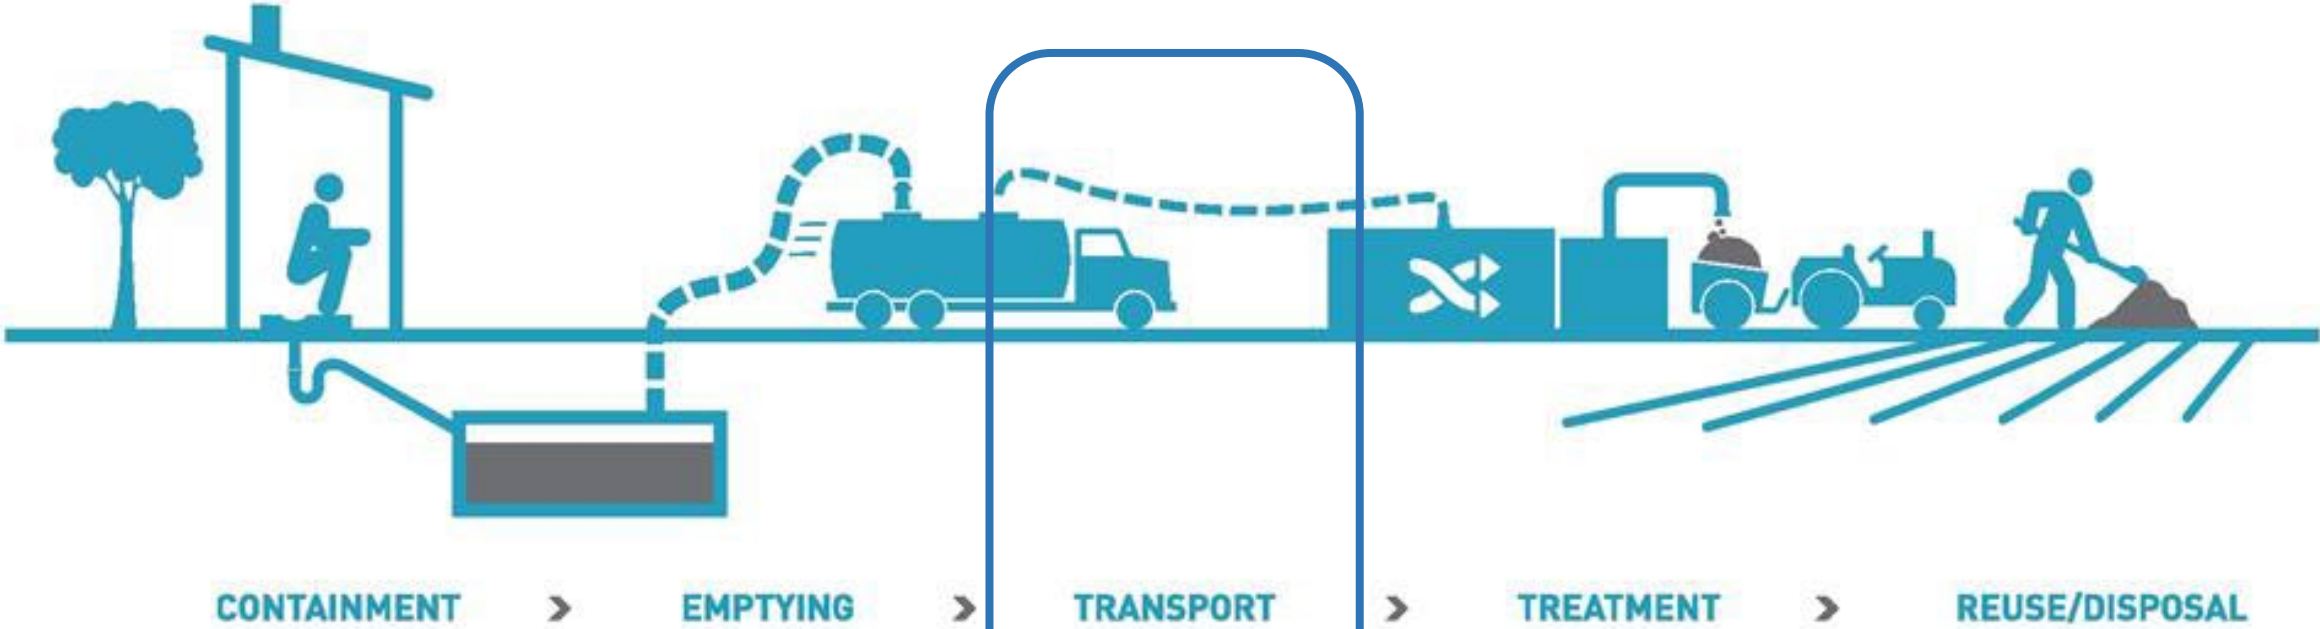 CONTAINMENT > EMPTYING > TRANSPORT > TREATMENT > REUSE/DISPOSAL